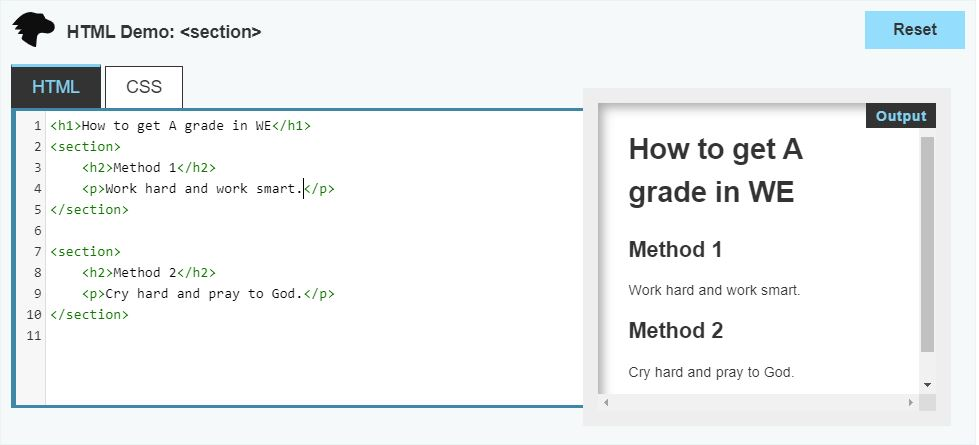 HTML Demo: <section>
Reset
HTML
CSS
1 <h1>How to get A grade in WE</h1>
2 <section>
3     <h2>Method 1</h2>
4     <p>Work hard and work smart.</p>
5 </section>
6
7 <section>
8     <h2>Method 2</h2>
9     <p>Cry hard and pray to God.</p>
10 </section>
11
Output
How to get A
grade in WE
Method 1
Work hard and work smart.
Method 2
Cry hard and pray to God.